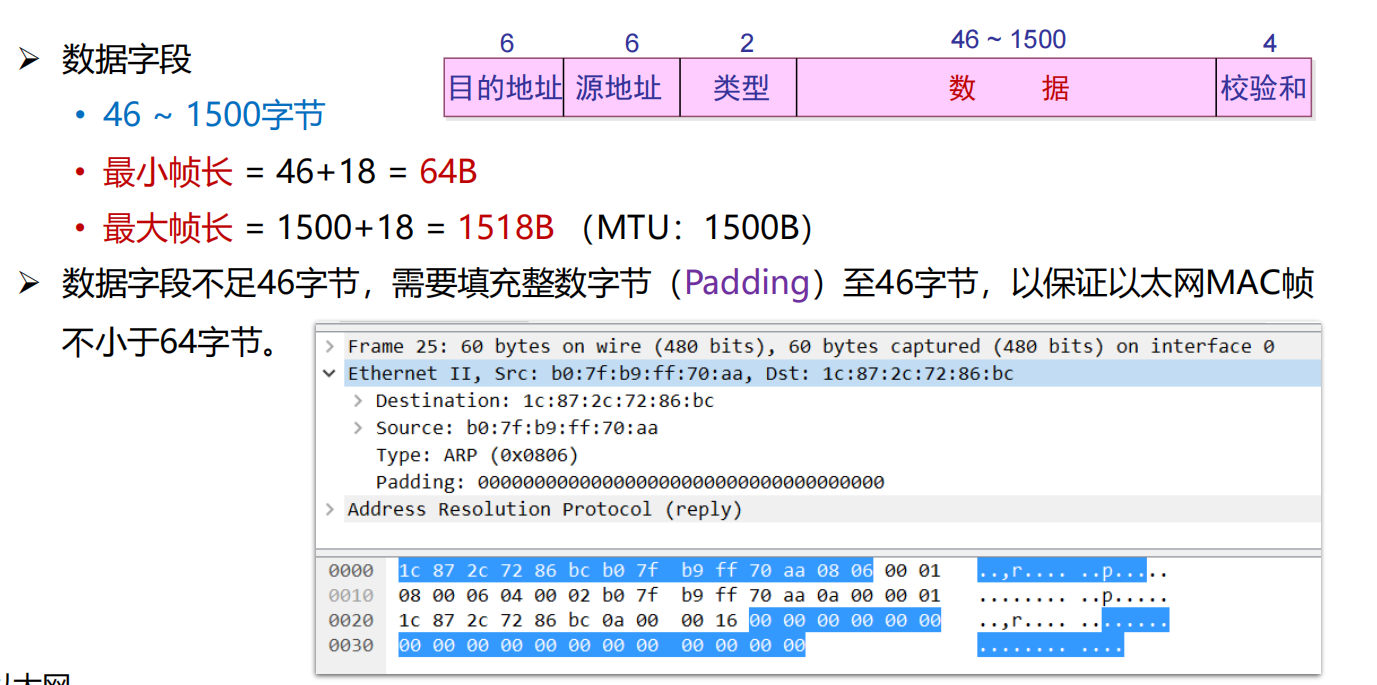 6 6 2 46 ~ 1500 4
目的地址 源地址 类型 数 据 校验和
➢ 数据字段
• 46 ~ 1500字节
• 最小帧长 = 46+18 = 64B
• 最大帧长 = 1500+18 = 1518B （MTU：1500B）
➢ 数据字段不足46字节，需要填充整数字节（Padding）至46字节，以保证以太网MAC帧
不小于64字节。
Frame 25: 60 bytes on wire (480 bits), 60 bytes captured (480 bits) on interface 0
Ethernet II, Src: b0:7f:b9:ff:70:aa, Dst: 1c:87:2c:72:86:bc
Destination: 1c:87:2c:72:86:bc
Source: b0:7f:b9:ff:70:aa
Type: ARP (0x0806)
Padding: 000000000000000000000000000000000000
Address Resolution Protocol (reply)
0000 1c 87 2c 72 86 bc b0 7f b9 ff 70 aa 08 06 00 01 ..,r.... ..p.....
0010 08 00 06 04 00 02 b0 7f b9 ff 70 aa 0a 00 00 01 ........ ..p.....
0020 1c 87 2c 72 86 bc 0a 00 00 16 00 00 00 00 00 00 ..,r.... ........
0030 00 00 00 00 00 00 00 00 00 00 00 00 ........ ....